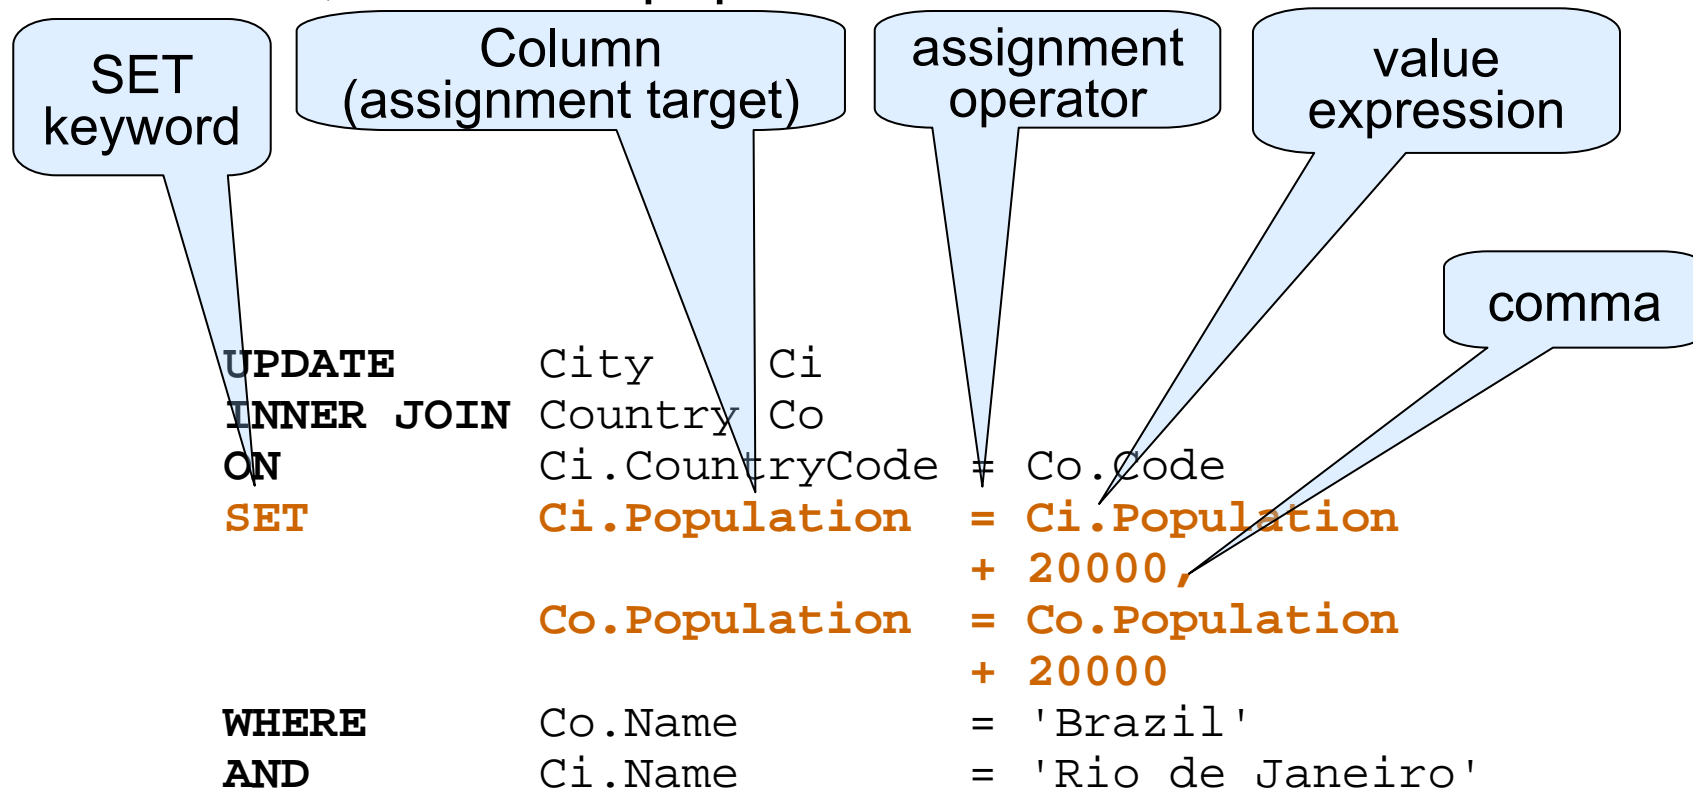 SET
keyword
Column
(assignment target)
assignment
operator
value
expression
comma
UPDATE City Ci
INNER JOIN Country Co
ON Ci.CountryCode = Co.Code
SET Ci.Population = Ci.Population
+ 20000,
Co.Population = Co.Population
+ 20000
WHERE Co.Name = 'Brazil'
AND Ci.Name = 'Rio de Janeiro'